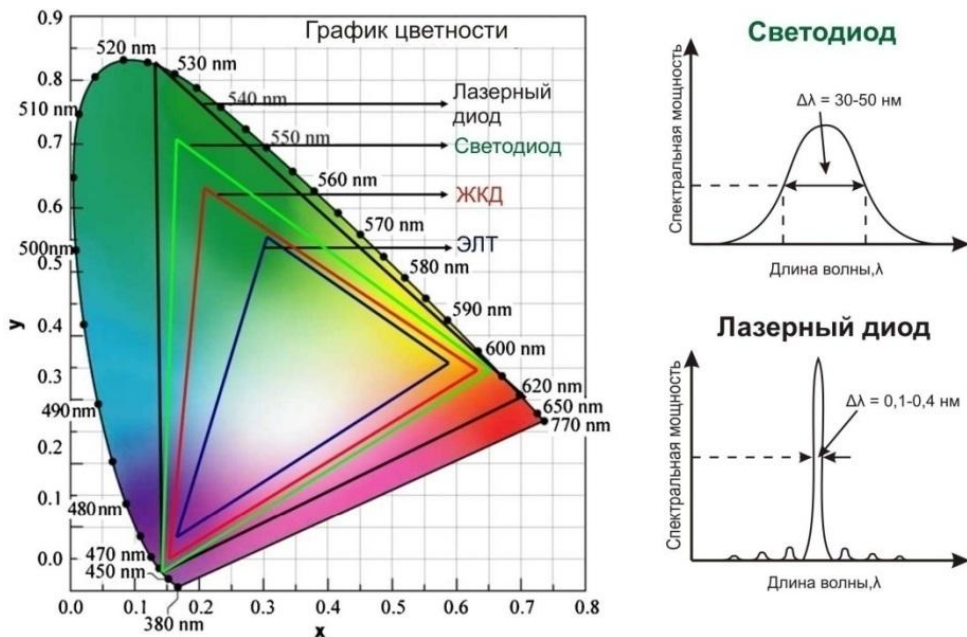 График цветности
0.9
0.8
0.7
0.6
0.5
0.4
0.3
0.2
0.1
0.0
y
520 nm
530 nm
510 nm
540 nm
550 nm
560 nm
570 nm
500nm
580 nm
590 nm
600 nm
620 nm
650 nm
770 nm
490nm
480nm
470 nm
450 nm
380 nm
Лазерный
диод
Светодиод
ЖКД
ЭЛТ
0.0 0.1 0.2 0.3 0.4 0.5 0.6 0.7 0.8
x
Светодиод
Спектральная мощность
Δλ = 30-50 нм
Длина волны,λ
Лазерный диод
Спектральная мощность
Δλ = 0,1-0,4 нм
Длина волны,λ